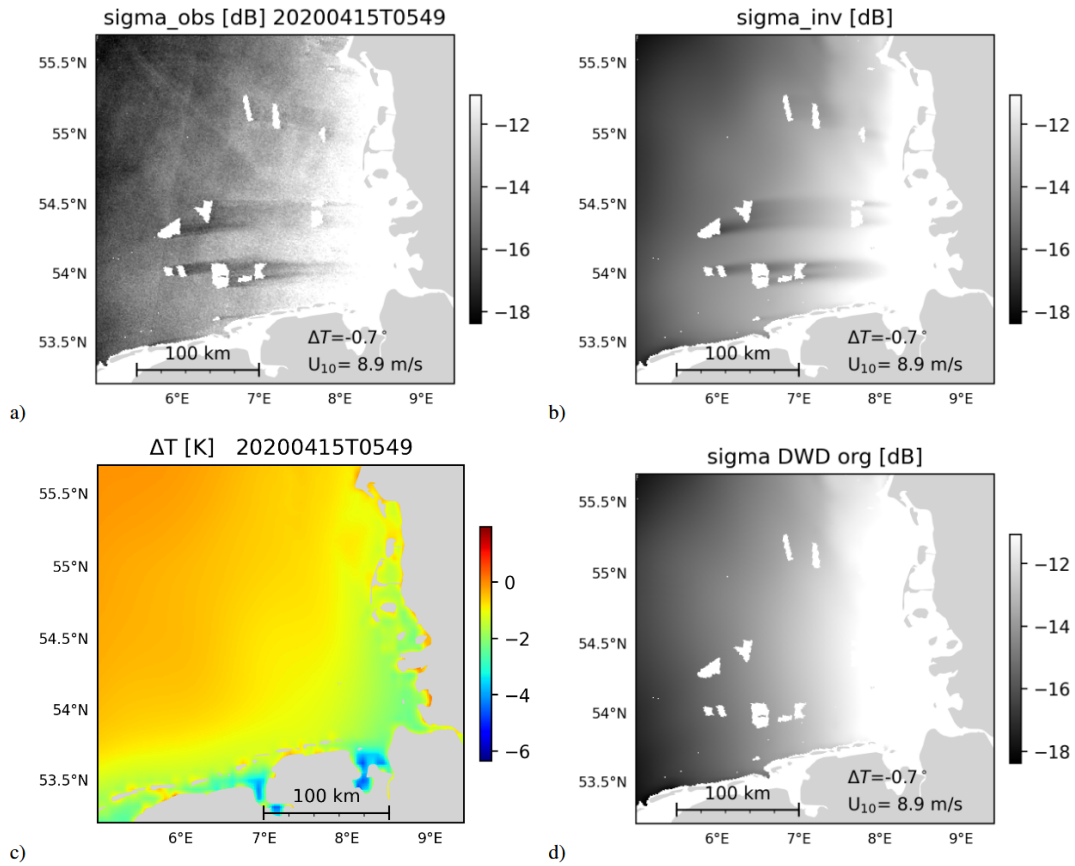 sigma_obs [dB] 20200415T0549
55.5°N
55°N
54.5°N
54°N
53.5°N
−12
−14
−16
−18
ΔT=-0.7°
U₁₀= 8.9 m/s
100 km
6°E 7°E 8°E 9°E
a)
sigma_inv [dB]
55.5°N
55°N
54.5°N
54°N
53.5°N
−12
−14
−16
−18
ΔT=-0.7°
U₁₀= 8.9 m/s
100 km
6°E 7°E 8°E 9°E
b)
ΔT [K] 20200415T0549
55.5°N
55°N
54.5°N
54°N
53.5°N
0
−2
−4
−6
100 km
6°E 7°E 8°E 9°E
c)
sigma DWD org [dB]
55.5°N
55°N
54.5°N
54°N
53.5°N
−12
−14
−16
−18
ΔT=-0.7°
U₁₀= 8.9 m/s
100 km
6°E 7°E 8°E 9°E
d)